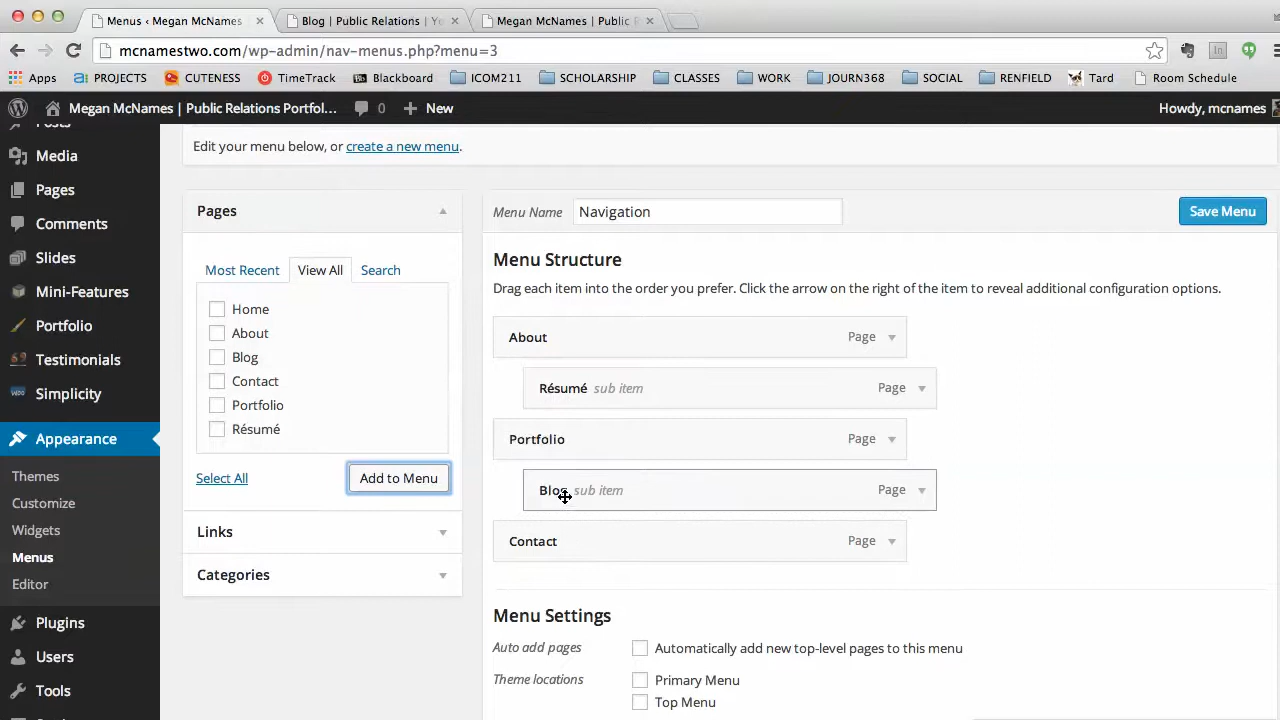 Menus ‹ Megan McNames
Blog | Public Relations | Yo
Megan McNames | Public R
mcnamestwo.com/wp-admin/nav-menus.php?menu=3
Apps PROJECTS CUTENESS TimeTrack Blackboard ICOM211 SCHOLARSHIP CLASSES WORK JOURN368 SOCIAL RENFIELD Tard Room Schedule
Megan McNames | Public Relations Portfol... 0 New Howdy, mcnames
Posts
Media
Pages
Comments
Slides
Mini-Features
Portfolio
Testimonials
Simplicity
Appearance
Themes
Customize
Widgets
Menus
Editor
Plugins
Users
Tools
Edit your menu below, or create a new menu.
Pages
Most Recent View All Search
Home
About
Blog
Contact
Portfolio
Résumé
Select All Add to Menu
Links
Categories
Menu Name Navigation Save Menu
Menu Structure
Drag each item into the order you prefer. Click the arrow on the right of the item to reveal additional configuration options.
About Page
Résumé sub item Page
Portfolio Page
Blog sub item Page
Contact Page
Menu Settings
Auto add pages Automatically add new top-level pages to this menu
Theme locations Primary Menu
Top Menu